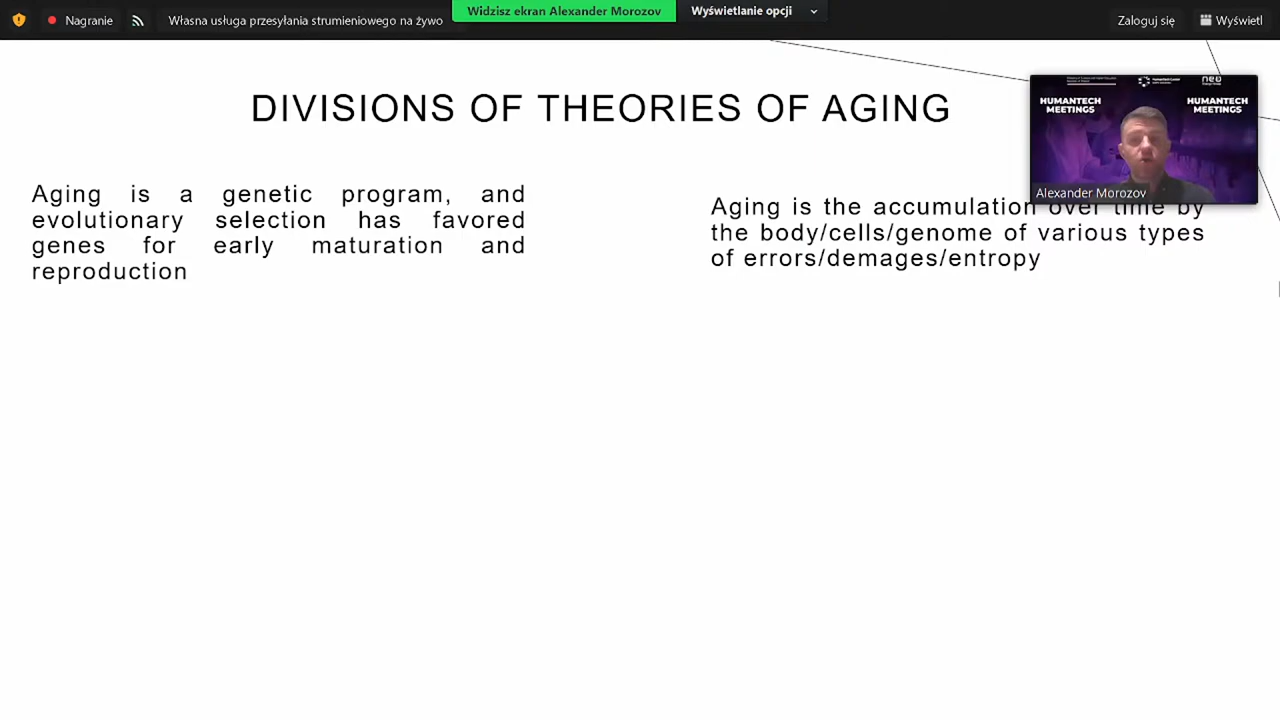 Nagranie
Własna usługa przesyłania strumieniowego na żywo
Widzisz ekran Alexander Morozov
Wyświetlanie opcji
Zaloguj się
Wyświetl
DIVISIONS OF THEORIES OF AGING
Aging is a genetic program, and
evolutionary selection has favored
genes for early maturation and
reproduction
HUMANTECH
MEETINGS
HUMANTECH
MEETINGS
Alexander Morozov
Aging is the accumulation over time by
the body/cells/genome of various types
of errors/demages/entropy